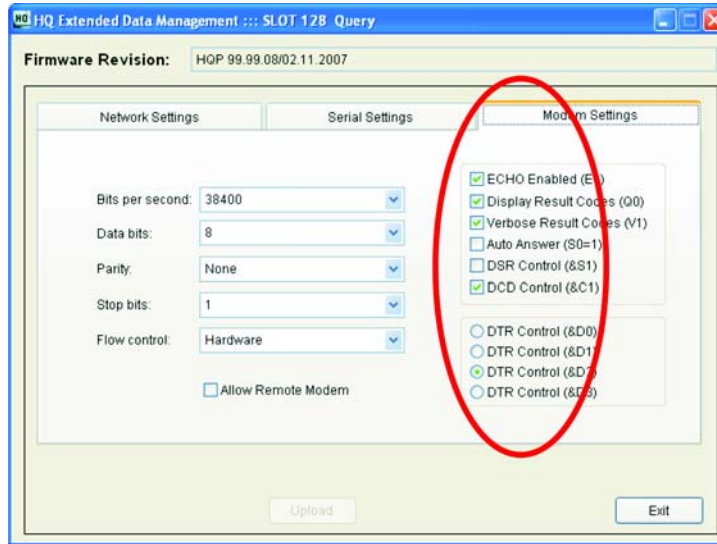 HQ HQ Extended Data Management ::: SLOT 128 Query
Firmware Revision: HQP 99.99.08/02.11.2007
Network Settings
Serial Settings
Modem Settings
Bits per second: 38400
Data bits: 8
Parity: None
Stop bits: 1
Flow control: Hardware
Allow Remote Modem
ECHO Enabled (E1)
Display Result Codes (Q0)
Verbose Result Codes (V1)
Auto Answer (S0=1)
DSR Control (&S1)
DCD Control (&C1)
DTR Control (&D0)
DTR Control (&D1)
DTR Control (&D2)
DTR Control (&D3)
Upload
Exit